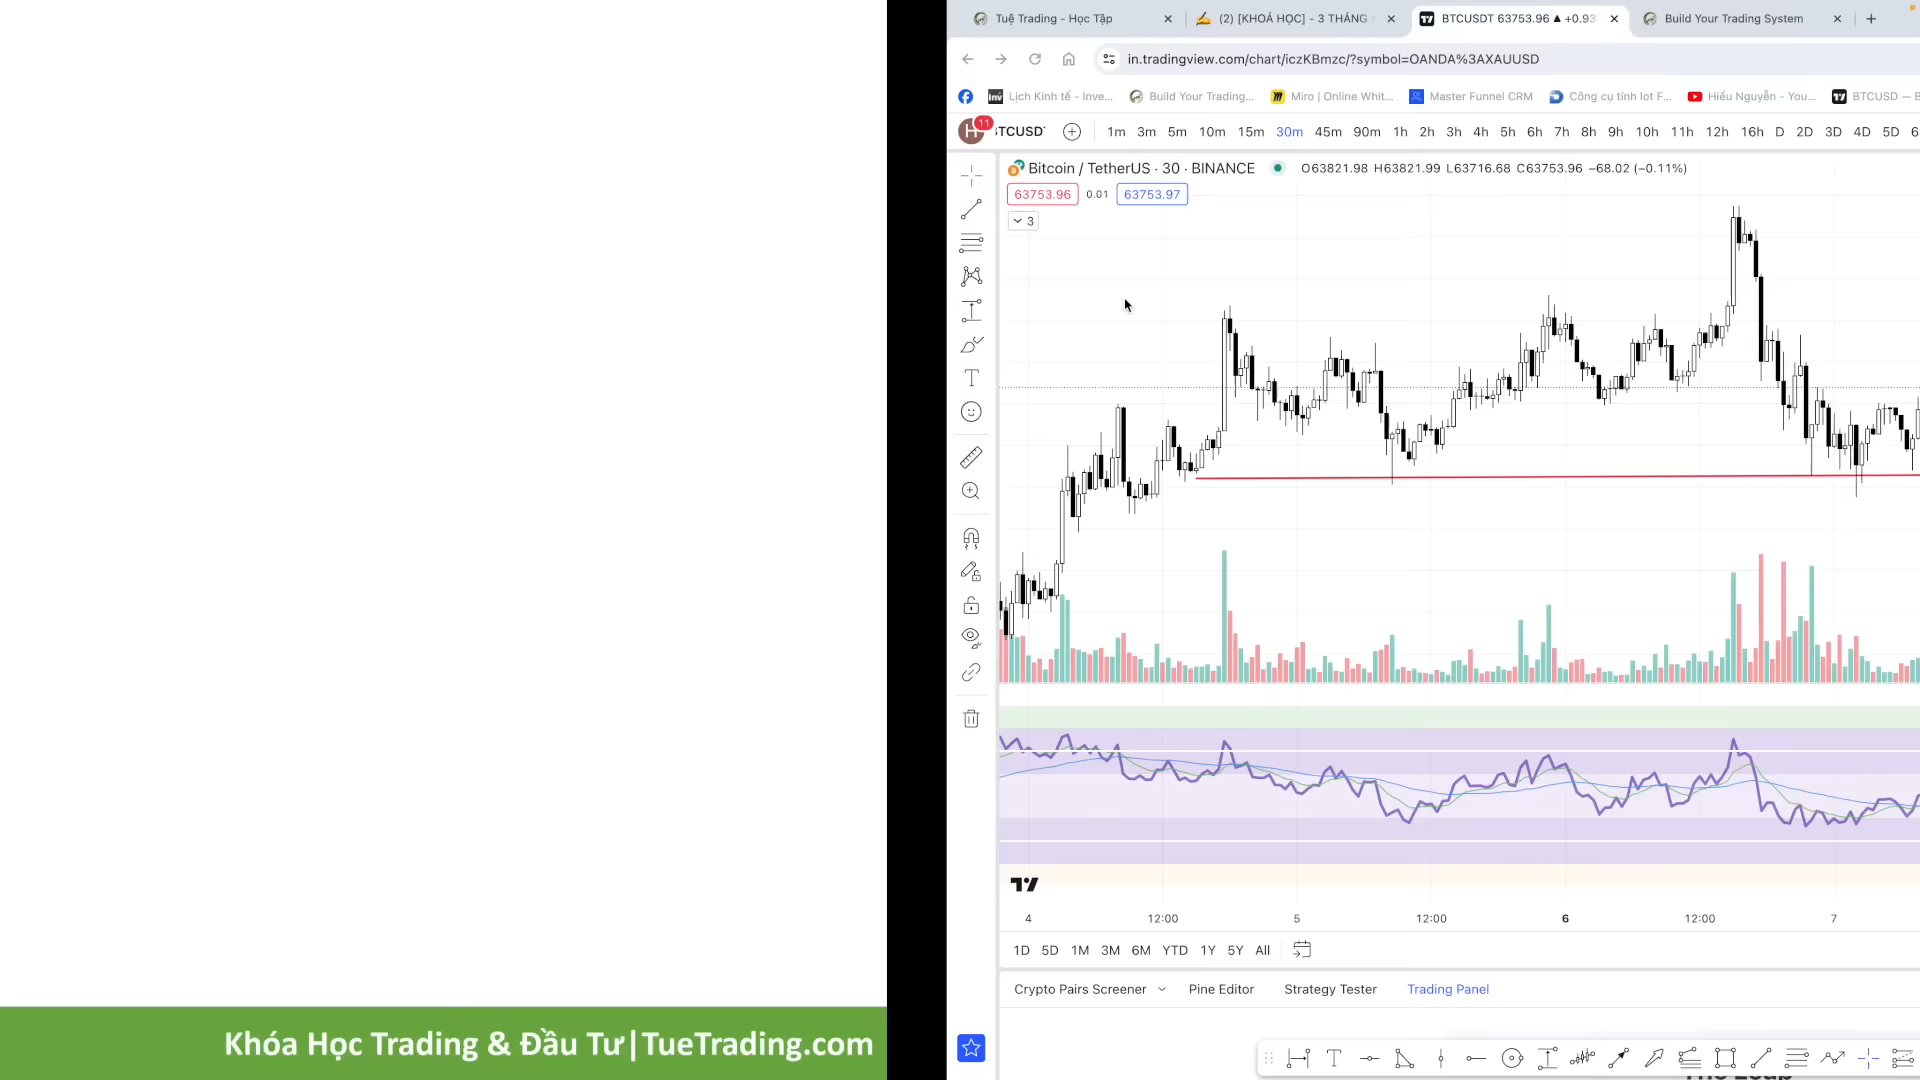 Tuệ Trading - Học Tập
(2) [KHOÁ HỌC] - 3 THÁNG
BTCUSDT 63753.96 ▲ +0.93
Build Your Trading System
in.tradingview.com/chart/iczKBmzc/?symbol=OANDA%3AXAUUSD
Lịch Kinh tế - Inve...
Build Your Trading...
Miro | Online Whit...
Master Funnel CRM
Công cụ tính lot F...
Hiếu Nguyễn - You...
BTCUSD — B
H 11 BTCUSDT 1m 3m 5m 10m 15m 30m 45m 90m 1h 2h 3h 4h 5h 6h 7h 8h 9h 10h 11h 12h 16h D 2D 3D 4D 5D 6
Bitcoin / TetherUS · 30 · BINANCE O63821.98 H63821.99 L63716.68 C63753.96 −68.02 (−0.11%)
63753.96 0.01 63753.97
3
4 12:00 5 12:00 6 12:00 7
1D 5D 1M 3M 6M YTD 1Y 5Y All
Crypto Pairs Screener Pine Editor Strategy Tester Trading Panel
Khóa Học Trading & Đầu Tư|TueTrading.com